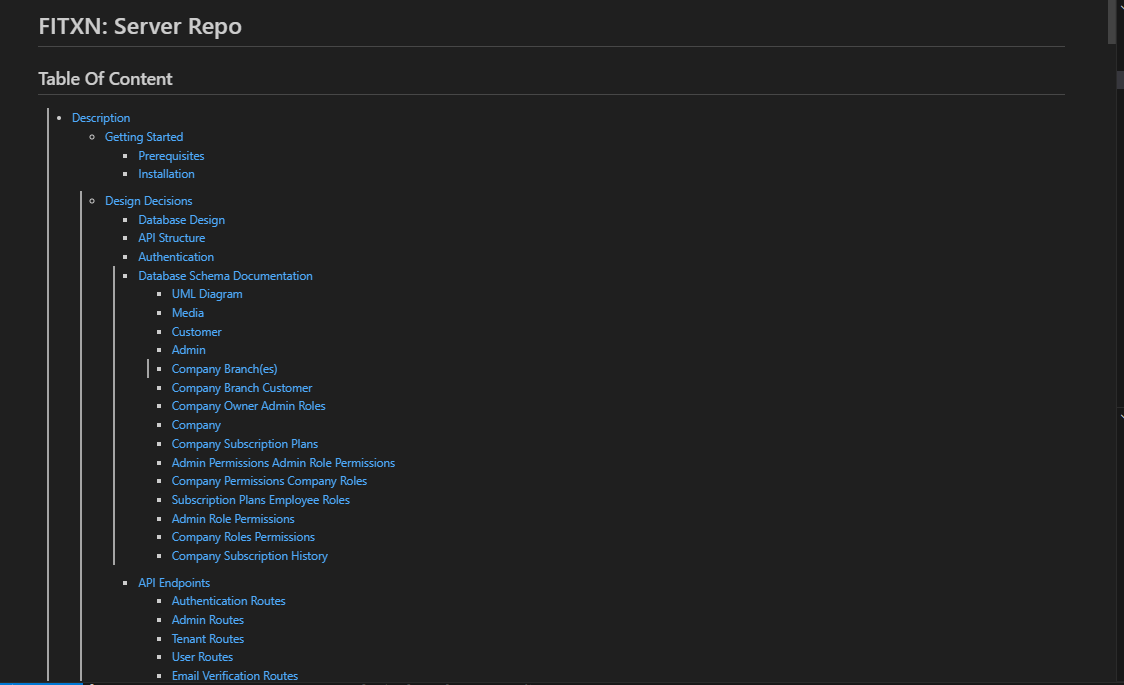 FITXN: Server Repo
Table Of Content
Description
Getting Started
Prerequisites
Installation
Design Decisions
Database Design
API Structure
Authentication
Database Schema Documentation
UML Diagram
Media
Customer
Admin
Company Branch(es)
Company Branch Customer
Company Owner Admin Roles
Company
Company Subscription Plans
Admin Permissions Admin Role Permissions
Company Permissions Company Roles
Subscription Plans Employee Roles
Admin Role Permissions
Company Roles Permissions
Company Subscription History
API Endpoints
Authentication Routes
Admin Routes
Tenant Routes
User Routes
Email Verification Routes